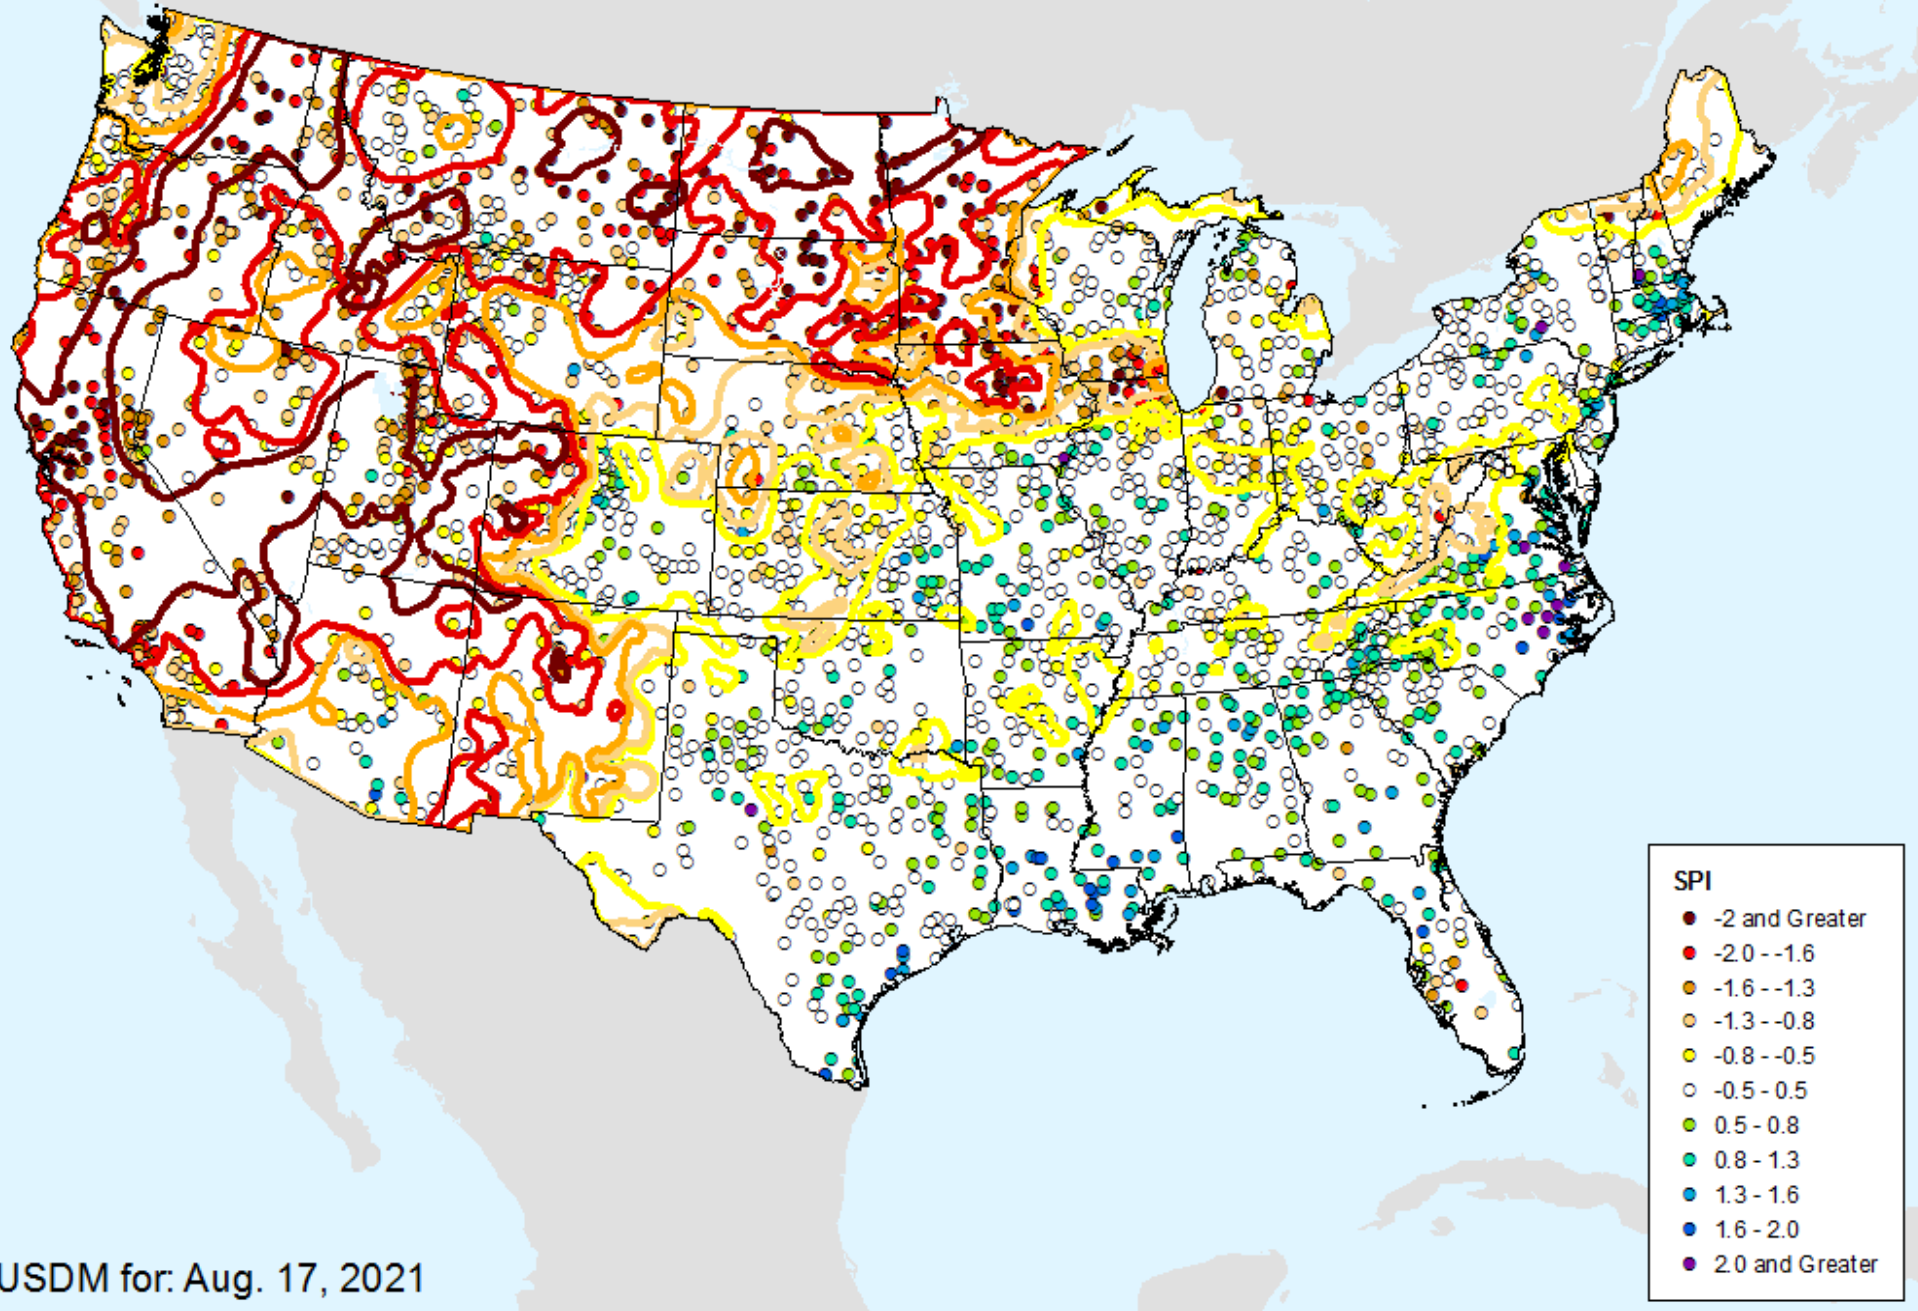 SPI
-2 and Greater
-2.0 - -1.6
-1.6 - -1.3
-1.3 - -0.8
-0.8 - -0.5
-0.5 - 0.5
0.5 - 0.8
0.8 - 1.3
1.3 - 1.6
1.6 - 2.0
2.0 and Greater
USDM for: Aug. 17, 2021